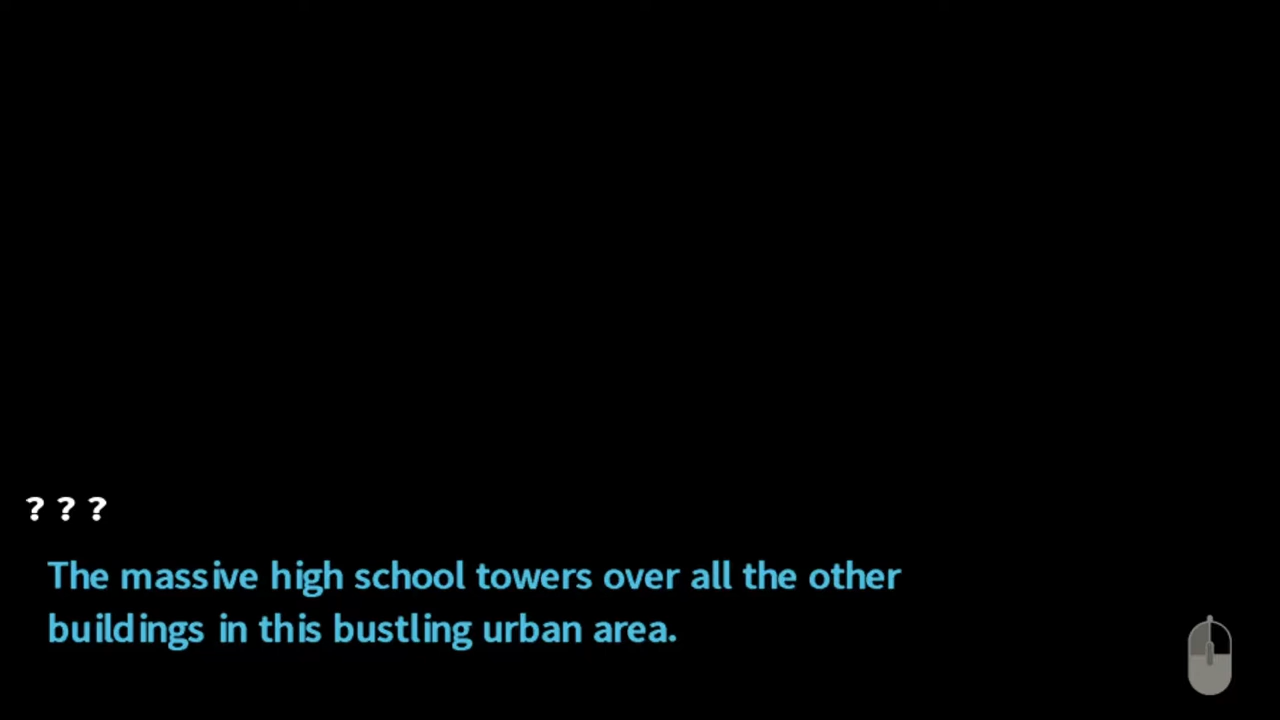 ? ? ?
The massive high school towers over all the other
buildings in this bustling urban area.